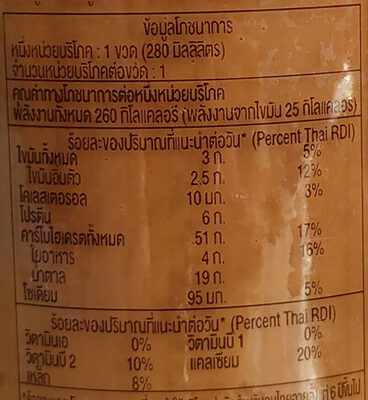 ข้อมูลโภชนาการ
หนึ่งหน่วยบริโภค : 1 ขวด (280 มิลลิลิตร)
จำนวนหน่วยบริโภคต่อขวด : 1
คุณค่าทางโภชนาการต่อหนึ่งหน่วยบริโภค
พลังงานทั้งหมด 260 กิโลแคลอรี (พลังงานจากไขมัน 25 กิโลแคลอรี)
ร้อยละของปริมาณที่แนะนำต่อวัน* (Percent Thai RDI)
ไขมันทั้งหมด 3 ก. 5%
ไขมันอิ่มตัว 2.5 ก. 12%
โคเลสเตอรอล 10 มก. 3%
โปรตีน 6 ก.
คาร์โบไฮเดรตทั้งหมด 51 ก. 17%
ใยอาหาร 4 ก. 16%
น้ำตาล 19 ก.
โซเดียม 95 มก. 5%
ร้อยละของปริมาณที่แนะนำต่อวัน* (Percent Thai RDI)
วิตามินเอ 0% วิตามินบี 1 0%
วิตามินบี 2 10% แคลเซียม 20%
เหล็ก 8%